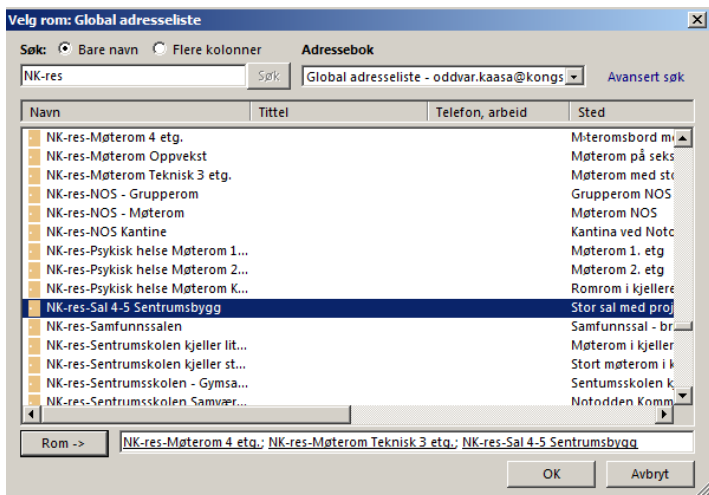 Velg rom: Global adresseliste
Søk: Bare navn Flere kolonner Adressebok
NK-res Søk Global adresseliste - oddvar.kaasa@kongs Avansert søk
Navn Tittel Telefon, arbeid Sted
NK-res-Møterom 4 etg. Møteromsbord m
NK-res-Møterom Oppvekst Møterom på seks
NK-res-Møterom Teknisk 3 etg. Møterom med sto
NK-res-NOS - Grupperom Grupperom NOS
NK-res-NOS - Møterom Møterom NOS
NK-res-NOS Kantine Kantina ved Noto
NK-res-Psykisk helse Møterom 1... Møterom 1. etg
NK-res-Psykisk helse Møterom 2... Møterom 2. etg
NK-res-Psykisk helse Møterom K... Romrom i kjellere
NK-res-Sal 4-5 Sentrumsbygg Stor sal med proj
NK-res-Samfunnssalen Samfunnssal - br
NK-res-Sentrumskolen kjeller lit... Møterom i kjeller
NK-res-Sentrumskolen kjeller st... Stort møterom i k
NK-res-Sentrumsskolen - Gymsa... Sentumsskolen k
NK-res-Sentrumsskolen Samvær... Notodden Komm
Rom -> NK-res-Møterom 4 etg.; NK-res-Møterom Teknisk 3 etg.; NK-res-Sal 4-5 Sentrumsbygg
OK Avbryt